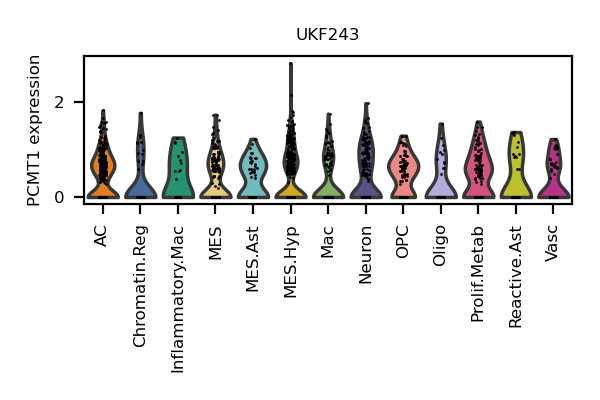 UKF243
PCMT1 expression
2
0
AC
Chromatin.Reg
Inflammatory.Mac
MES
MES.Ast
MES.Hyp
Mac
Neuron
OPC
Oligo
Prolif.Metab
Reactive.Ast
Vasc